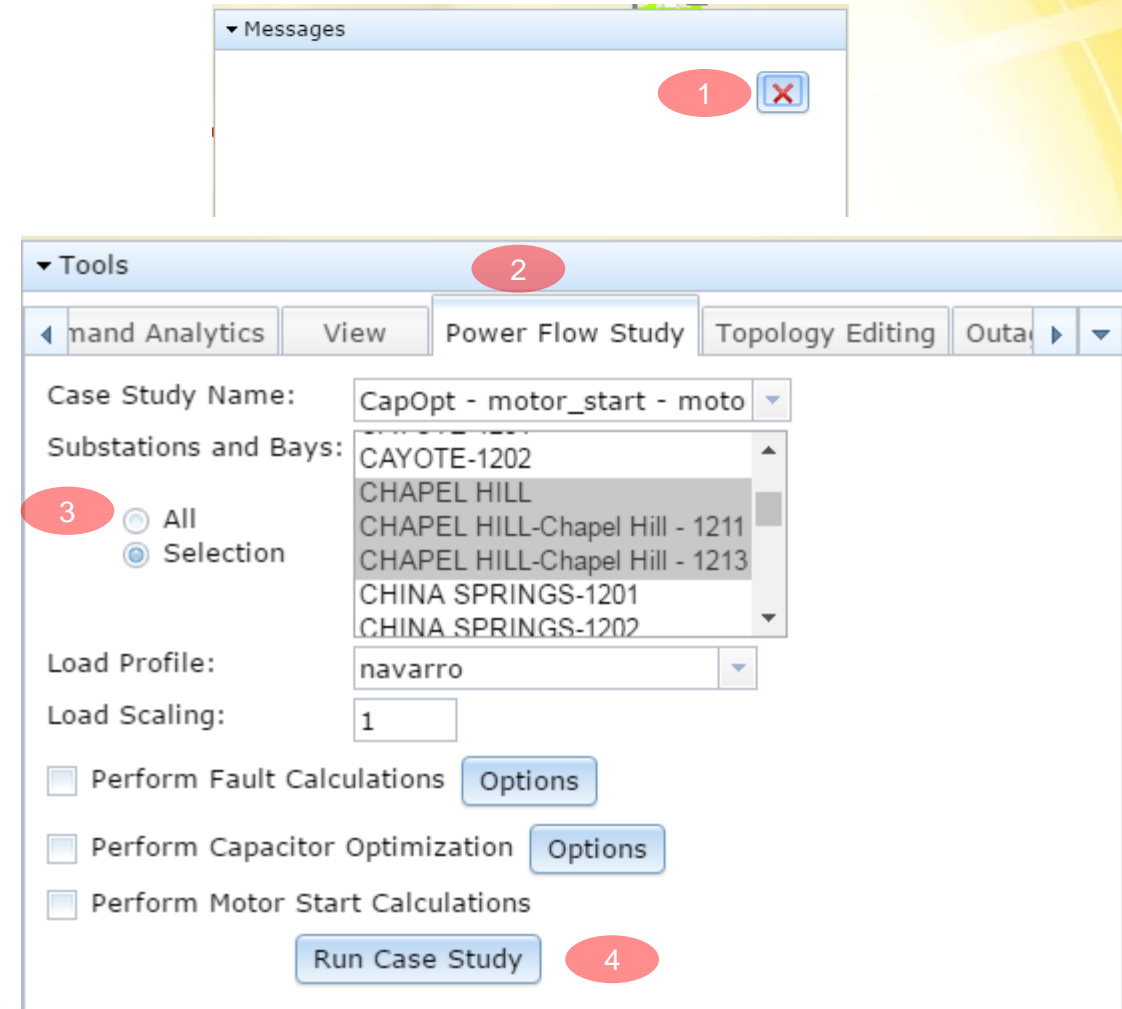 Messages
1
Tools
2
mand Analytics View Power Flow Study Topology Editing Outa
Case Study Name: CapOpt - motor_start - moto
Substations and Bays:
CAYOTE-1202
CHAPEL HILL
CHAPEL HILL-Chapel Hill - 1211
CHAPEL HILL-Chapel Hill - 1213
CHINA SPRINGS-1201
CHINA SPRINGS-1202
3
All
Selection
Load Profile: navarro
Load Scaling: 1
Perform Fault Calculations Options
Perform Capacitor Optimization Options
Perform Motor Start Calculations
Run Case Study 4